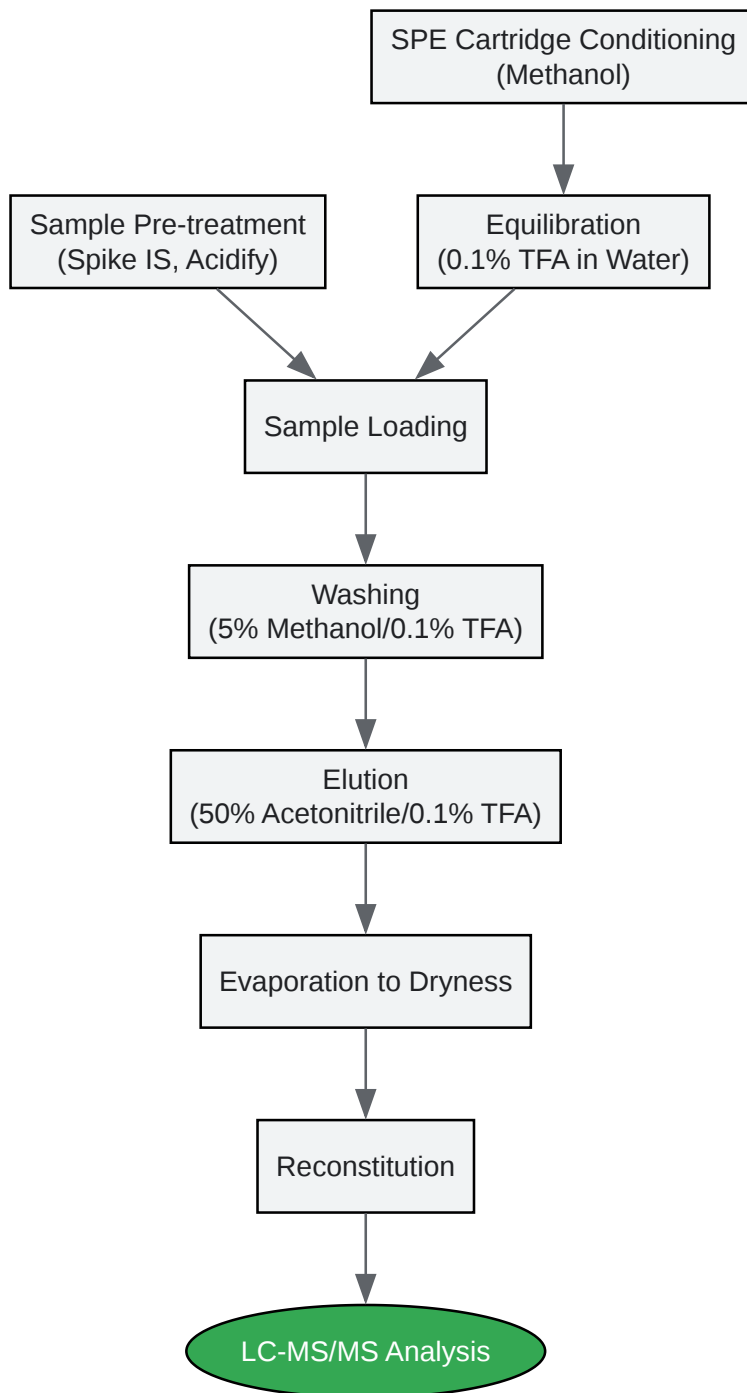 SPE Cartridge Conditioning
(Methanol)
Sample Pre-treatment
(Spike IS, Acidify)
Equilibration
(0.1% TFA in Water)
Sample Loading
Washing
(5% Methanol/0.1% TFA)
Elution
(50% Acetonitrile/0.1% TFA)
Evaporation to Dryness
Reconstitution
LC-MS/MS Analysis